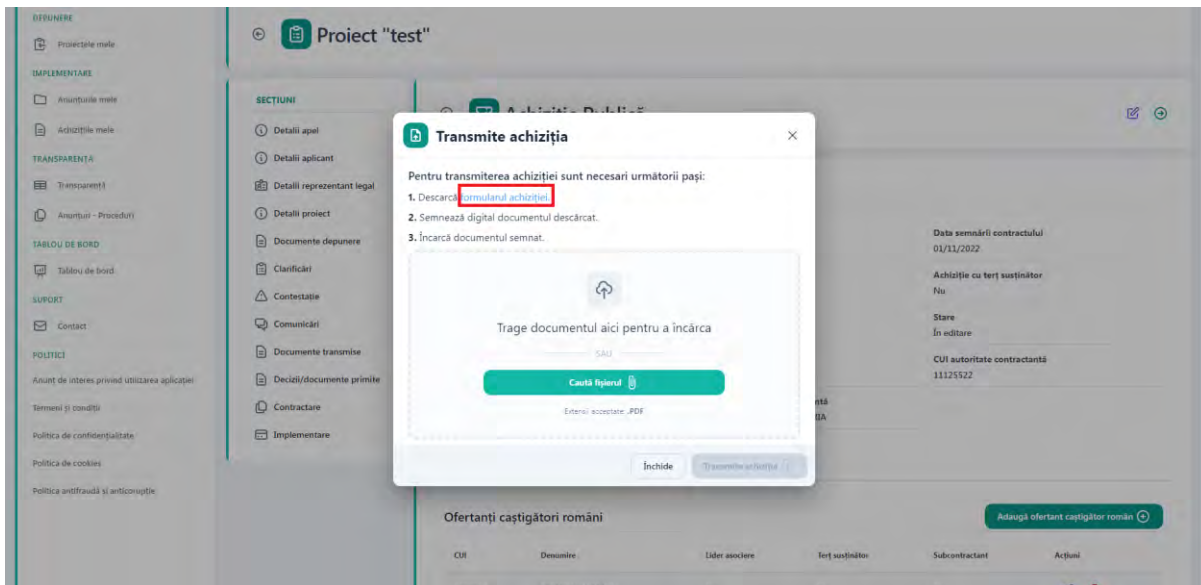 DEPUNERE
Proiectele mele
IMPLEMENTARE
Anunțurile mele
Achizițiile mele
TRANSPARENȚA
Transparență
Anunțuri - Proceduri
TABLOU DE BORD
Tablou de bord
SUPORT
Contact
POLITICI
Anunț de interes privind utilizarea aplicației
Termeni și condiții
Politica de confidențialitate
Politica de cookies
Politica antifraudă și anticorupție
Proiect "test"
SECȚIUNI
Detalii apel
Detalii aplicant
Detalii reprezentant legal
Detalii proiect
Documente depunere
Clarificări
Contestație
Comunicări
Documente transmise
Decizii/documente primite
Contractare
Implementare
Achiziție Publică
Transmite achiziția
Pentru transmiterea achiziției sunt necesari următorii pași:
1. Descarcă formularul achiziției.
2. Semnează digital documentul descărcat.
3. Încarcă documentul semnat.
Trage documentul aici pentru a încărca
SAU
Caută fișierul
Extensii acceptate .PDF
Închide
Transmite achiziția
Data semnării contractului
01/11/2022
Achiziție cu terț susținător
Nu
Stare
În editare
CUI autoritate contractantă
11125522
Ofertanți caștigători români
Adaugă ofertant caștigător român
CUI Denumire Lider asociere Terț susținător Subcontractant Acțiuni